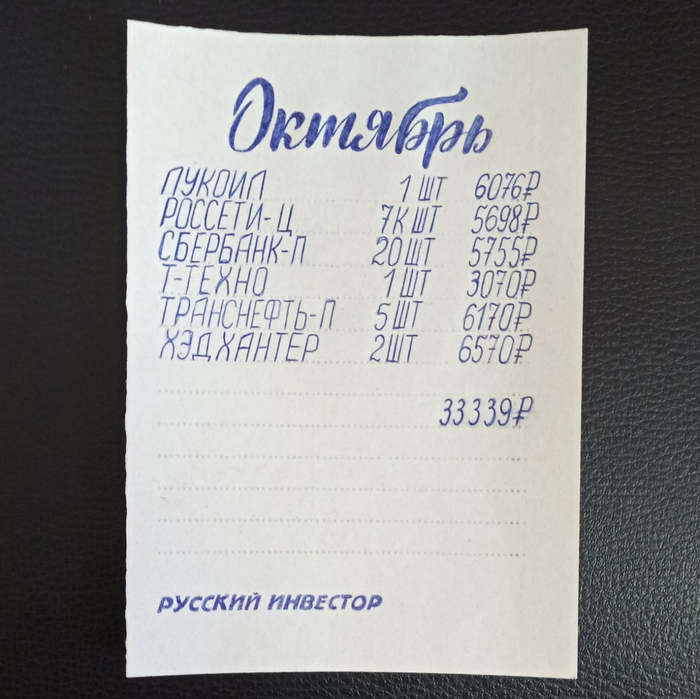 Октябрь
ЛУКОИЛ 1 ШТ 6076₽
РОССЕТИ-Ц 7К ШТ 5698₽
СБЕРБАНК-П 20 ШТ 5755₽
Т-ТЕХНО 1 ШТ 3070₽
ТРАНСНЕФТЬ-П 5 ШТ 6170₽
ХЭДХАНТЕР 2 ШТ 6570₽
33339₽
РУССКИЙ ИНВЕСТОР